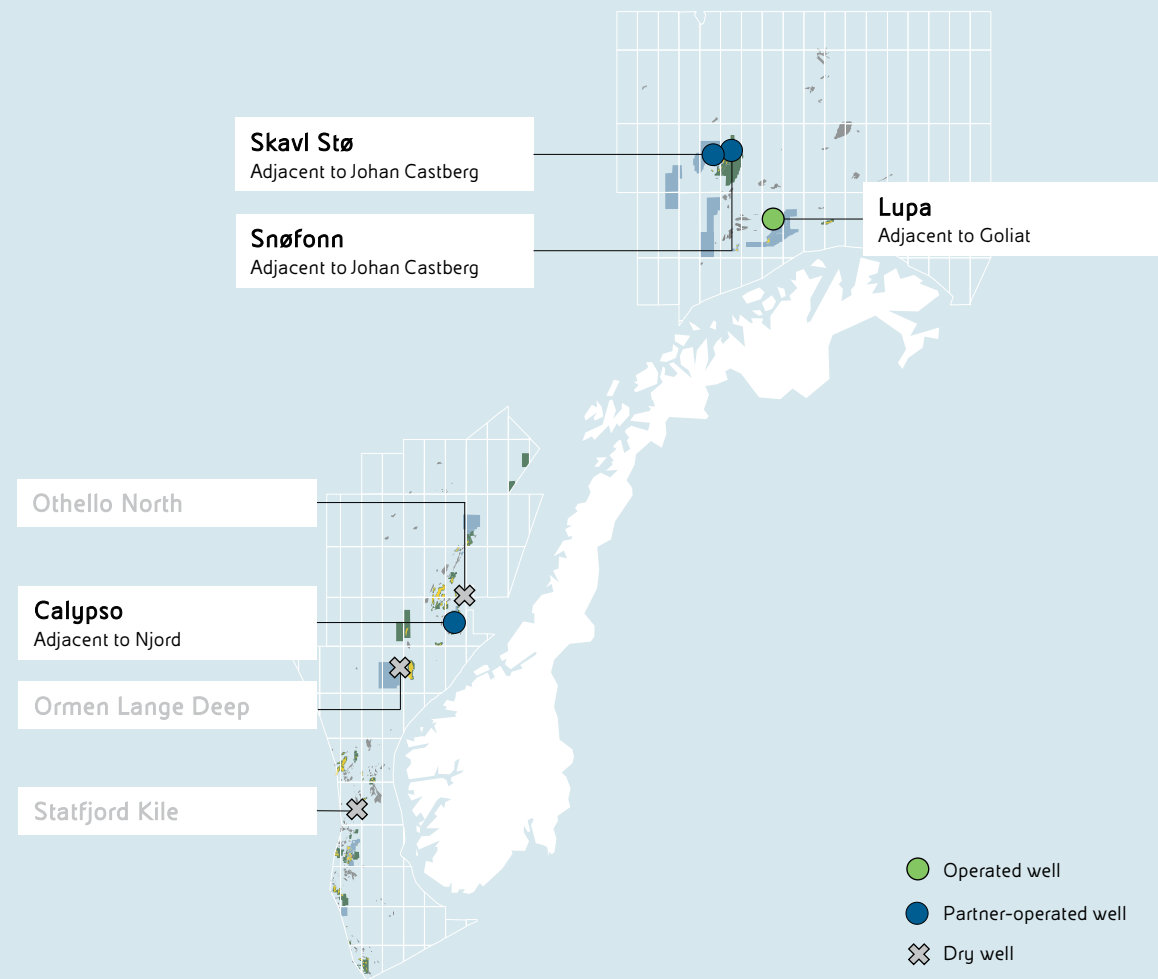 Skavl Stø
Adjacent to Johan Castberg
Snøfonn
Adjacent to Johan Castberg
Lupa
Adjacent to Goliat
Othello North
Calypso
Adjacent to Njord
Ormen Lange Deep
Statfjord Kile
Operated well
Partner-operated well
Dry well